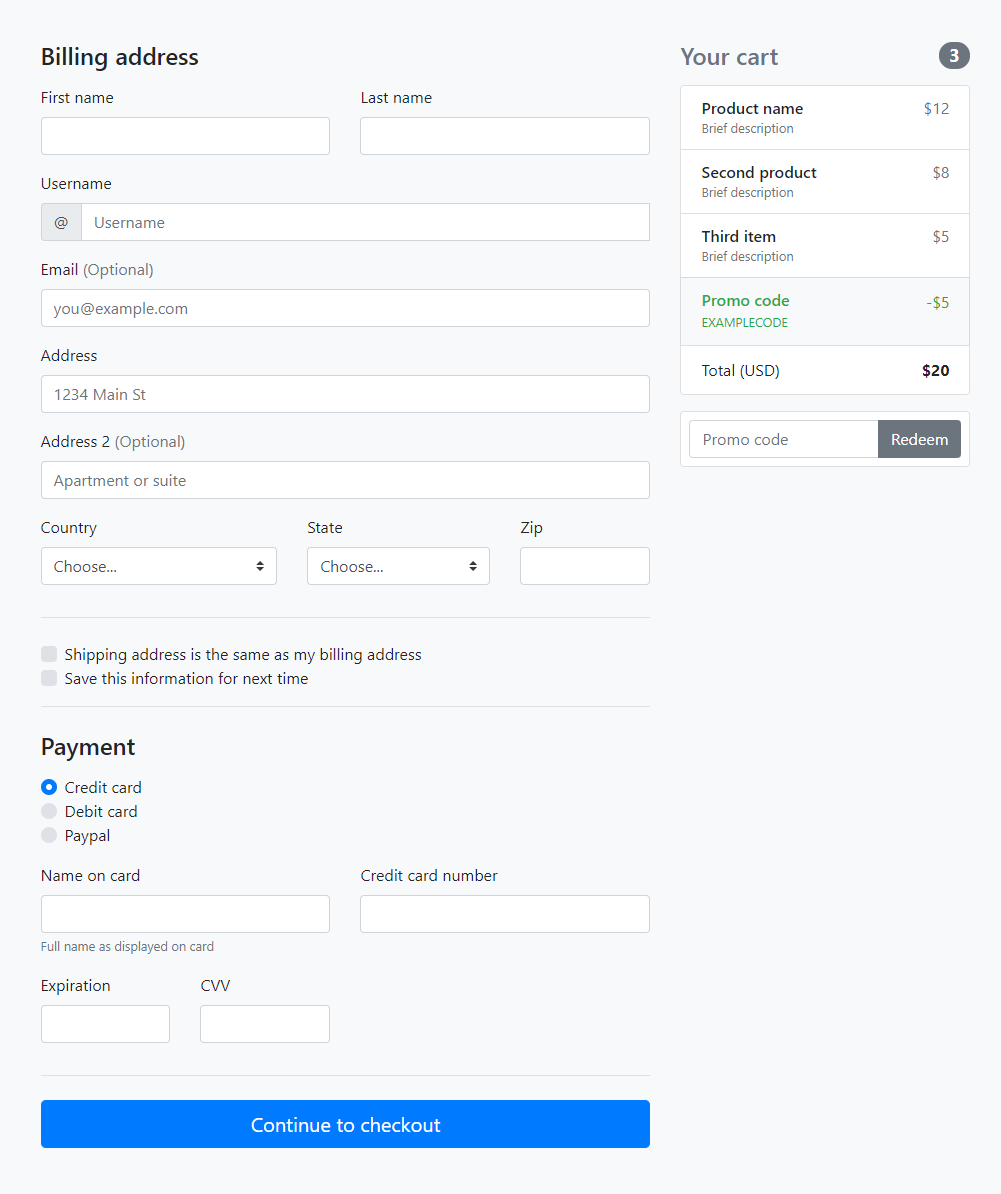 Billing address
First name Last name
Username
@ Username
Email (Optional)
you@example.com
Address
1234 Main St
Address 2 (Optional)
Apartment or suite
Country State Zip
Choose... Choose...
Shipping address is the same as my billing address
Save this information for next time
Payment
Credit card
Debit card
Paypal
Name on card Credit card number
Full name as displayed on card
Expiration CVV
Continue to checkout
Your cart 3
Product name $12
Brief description
Second product $8
Brief description
Third item $5
Brief description
Promo code -$5
EXAMPLECODE
Total (USD) $20
Promo code Redeem